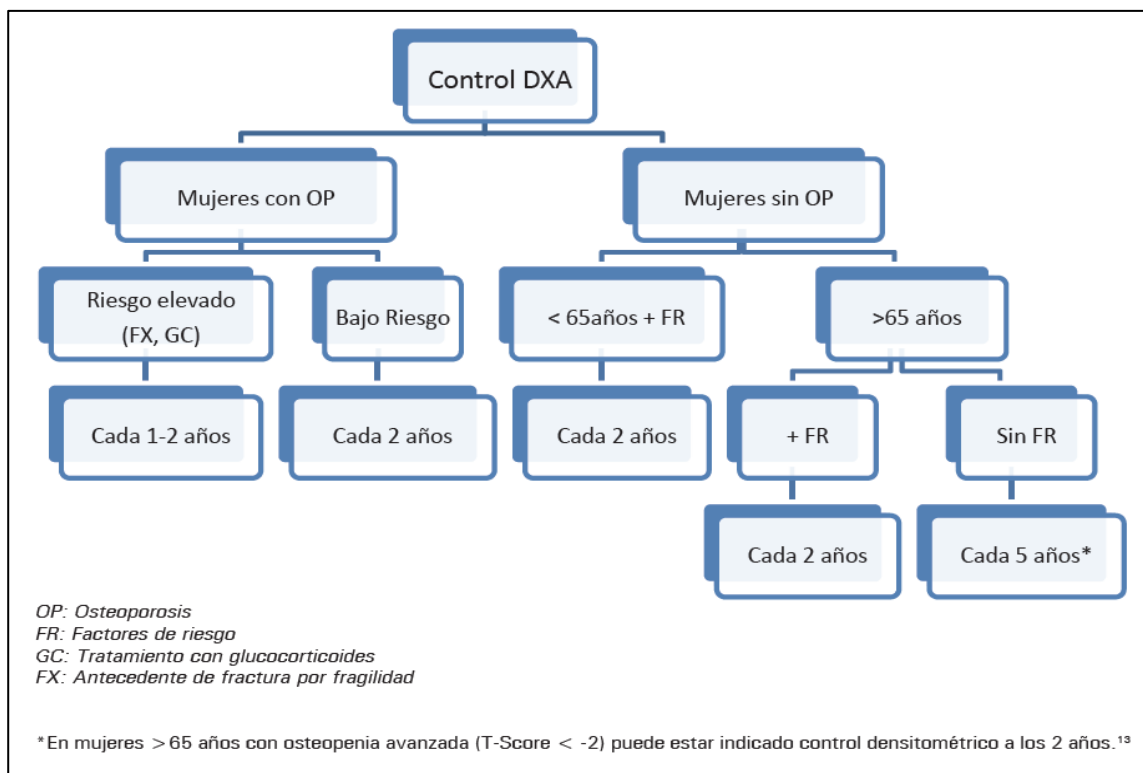 Control DXA
Mujeres con OP
Mujeres sin OP
Riesgo elevado
(FX, GC)
Bajo Riesgo
< 65años + FR
>65 años
Cada 1-2 años
Cada 2 años
Cada 2 años
+ FR
Sin FR
Cada 2 años
Cada 5 años*
OP: Osteoporosis
FR: Factores de riesgo
GC: Tratamiento con glucocorticoides
FX: Antecedente de fractura por fragilidad
*En mujeres >65 años con osteopenia avanzada (T-Score < -2) puede estar indicado control densitométrico a los 2 años.¹³